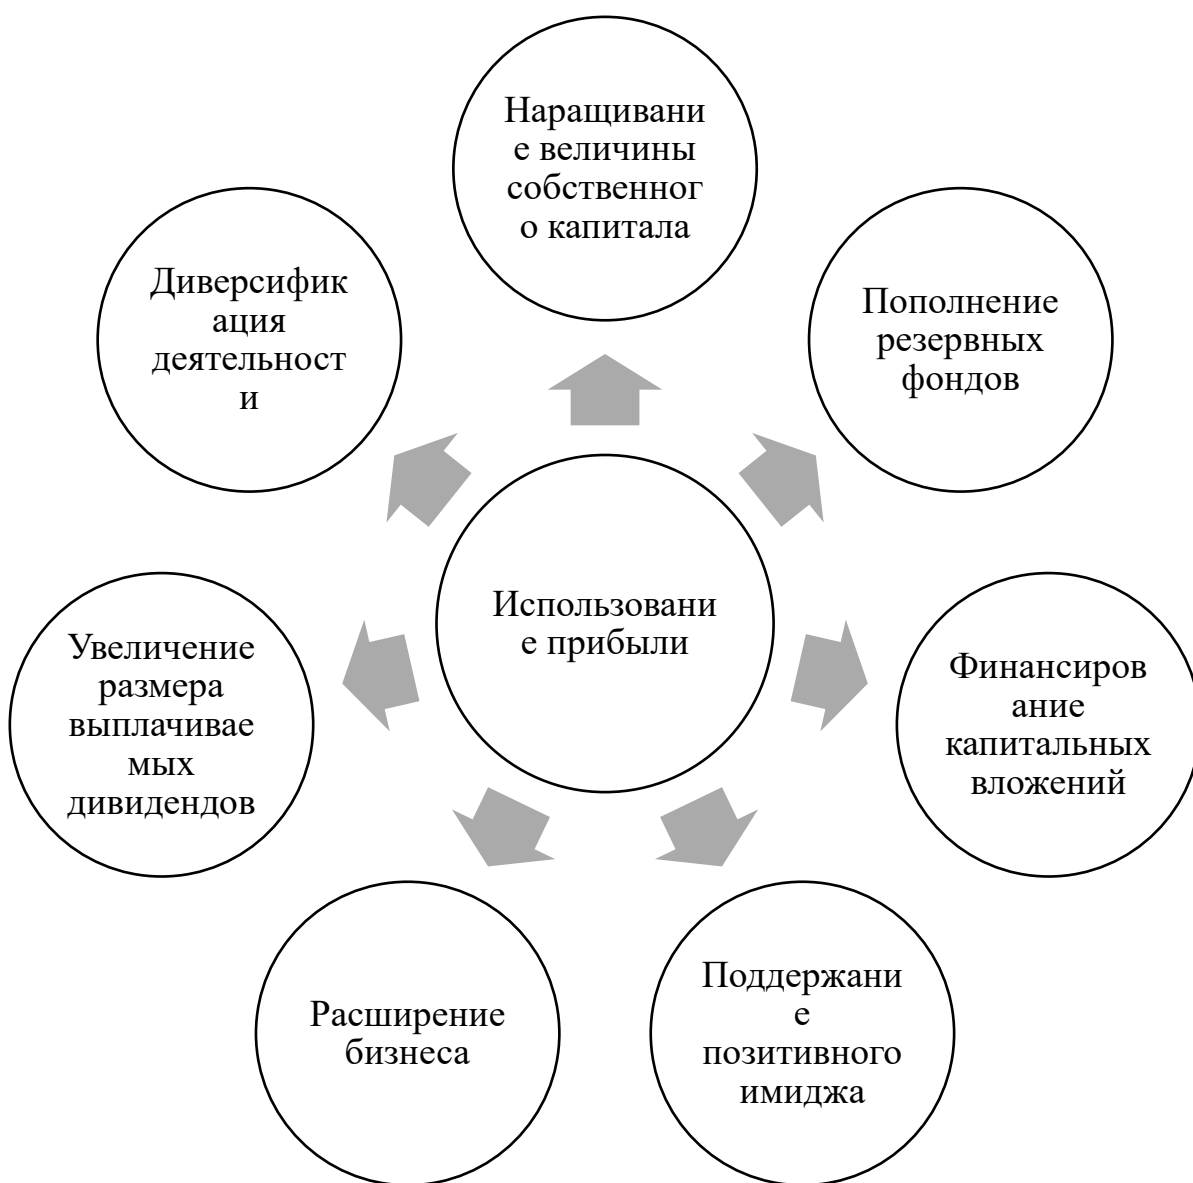 Наращивани
е величины
собственног
о капитала
Диверсифик
ация
деятельност
и
Пополнение
резервных
фондов
Использовани
е прибыли
Увеличение
размера
выплачивае
мых
дивидендов
Финансиров
ание
капитальных
вложений
Расширение
бизнеса
Поддержани
е
позитивного
имиджа